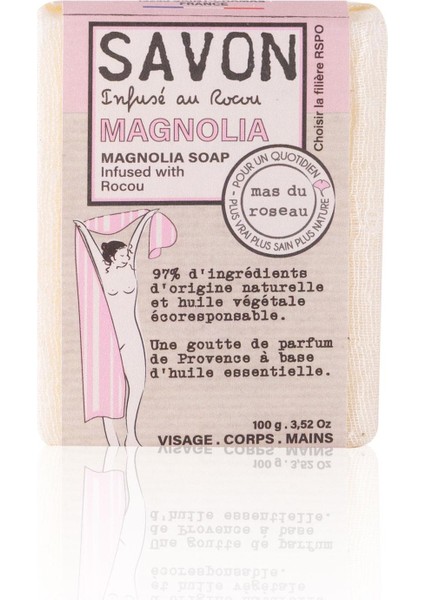 FRANCE
SAVON
Infusé au Rocou
MAGNOLIA
MAGNOLIA SOAP
Infused with
Rocou
Choisir la filière RSPO
POUR UN QUOTIDIEN
mas du
roseau
PLUS VRAI PLUS SAIN PLUS NATURE
97% d'ingrédients
d'origine naturelle
et huile végétale
écoresponsable.
Une goutte de parfum
de Provence à base
d'huile essentielle.
100 g . 3,52 Oz
VISAGE . CORPS . MAINS